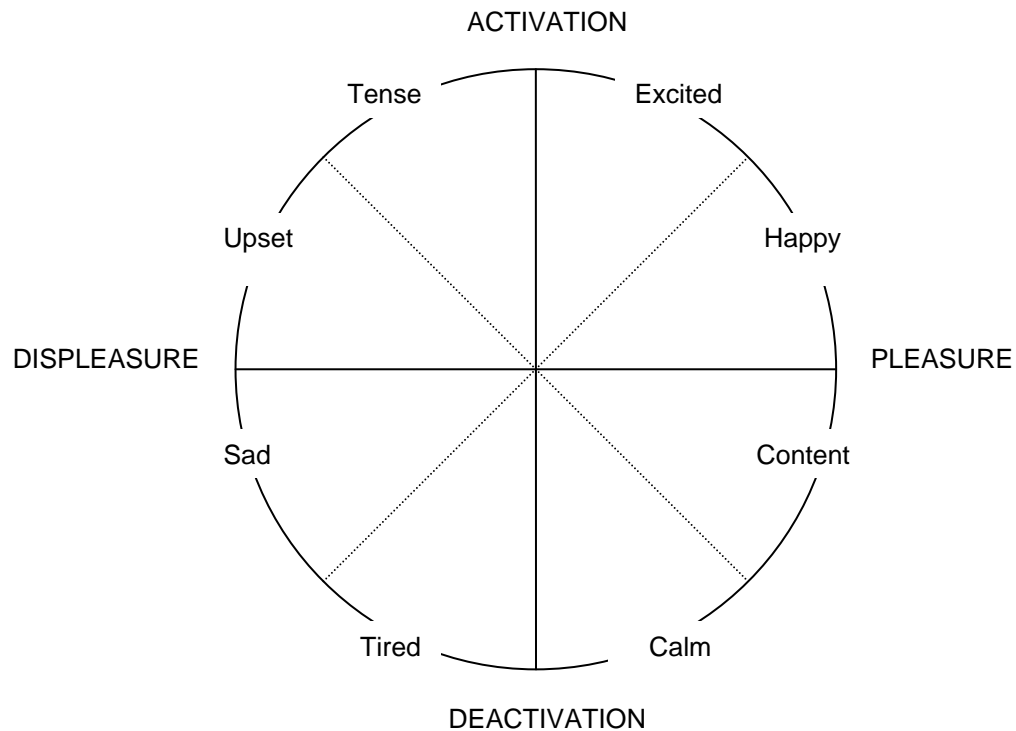 ACTIVATION
Tense
Excited
Upset
Happy
DISPLEASURE
PLEASURE
Sad
Content
Tired
Calm
DEACTIVATION